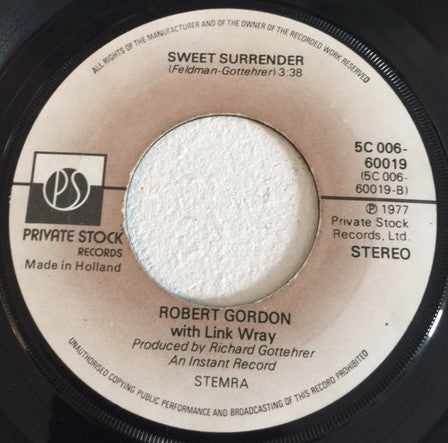 ALL RIGHTS OF THE MANUFACTURER AND OF THE OWNER OF THE RECORDED WORK RESERVED
SWEET SURRENDER
(Feldman-Gottehrer) 3:38
5C 006-
60019
(5C 006-
60019-B)
PS
PRIVATE STOCK
RECORDS
Made in Holland
℗ 1977
Private Stock
Records, Ltd.
STEREO
ROBERT GORDON
with Link Wray
Produced by Richard Gottehrer
An Instant Record
STEMRA
UNAUTHORISED COPYING PUBLIC PERFORMANCE AND BROADCASTING OF THIS RECORD PROHIBITED